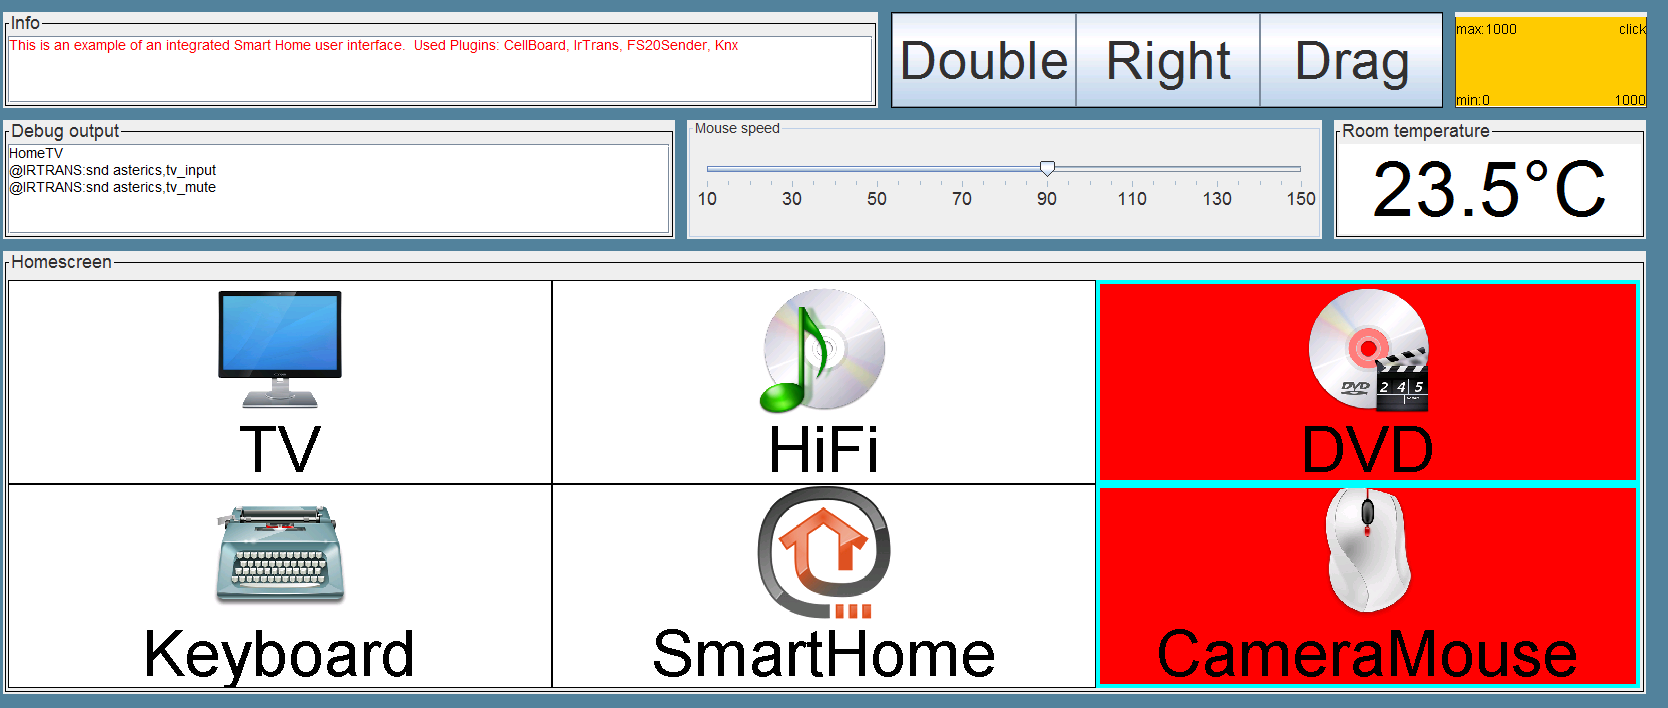 Info
This is an example of an integrated Smart Home user interface.  Used Plugins: CellBoard, IrTrans, FS20Sender, Knx
Double Right Drag
max:1000 click
min:0 1000
Debug output
HomeTV
@IRTRANS:snd asterics,tv_input
@IRTRANS:snd asterics,tv_mute
Mouse speed
10 30 50 70 90 110 130 150
Room temperature
23.5°C
Homescreen
DVD
2 4 5
TV HiFi DVD
Keyboard SmartHome CameraMouse